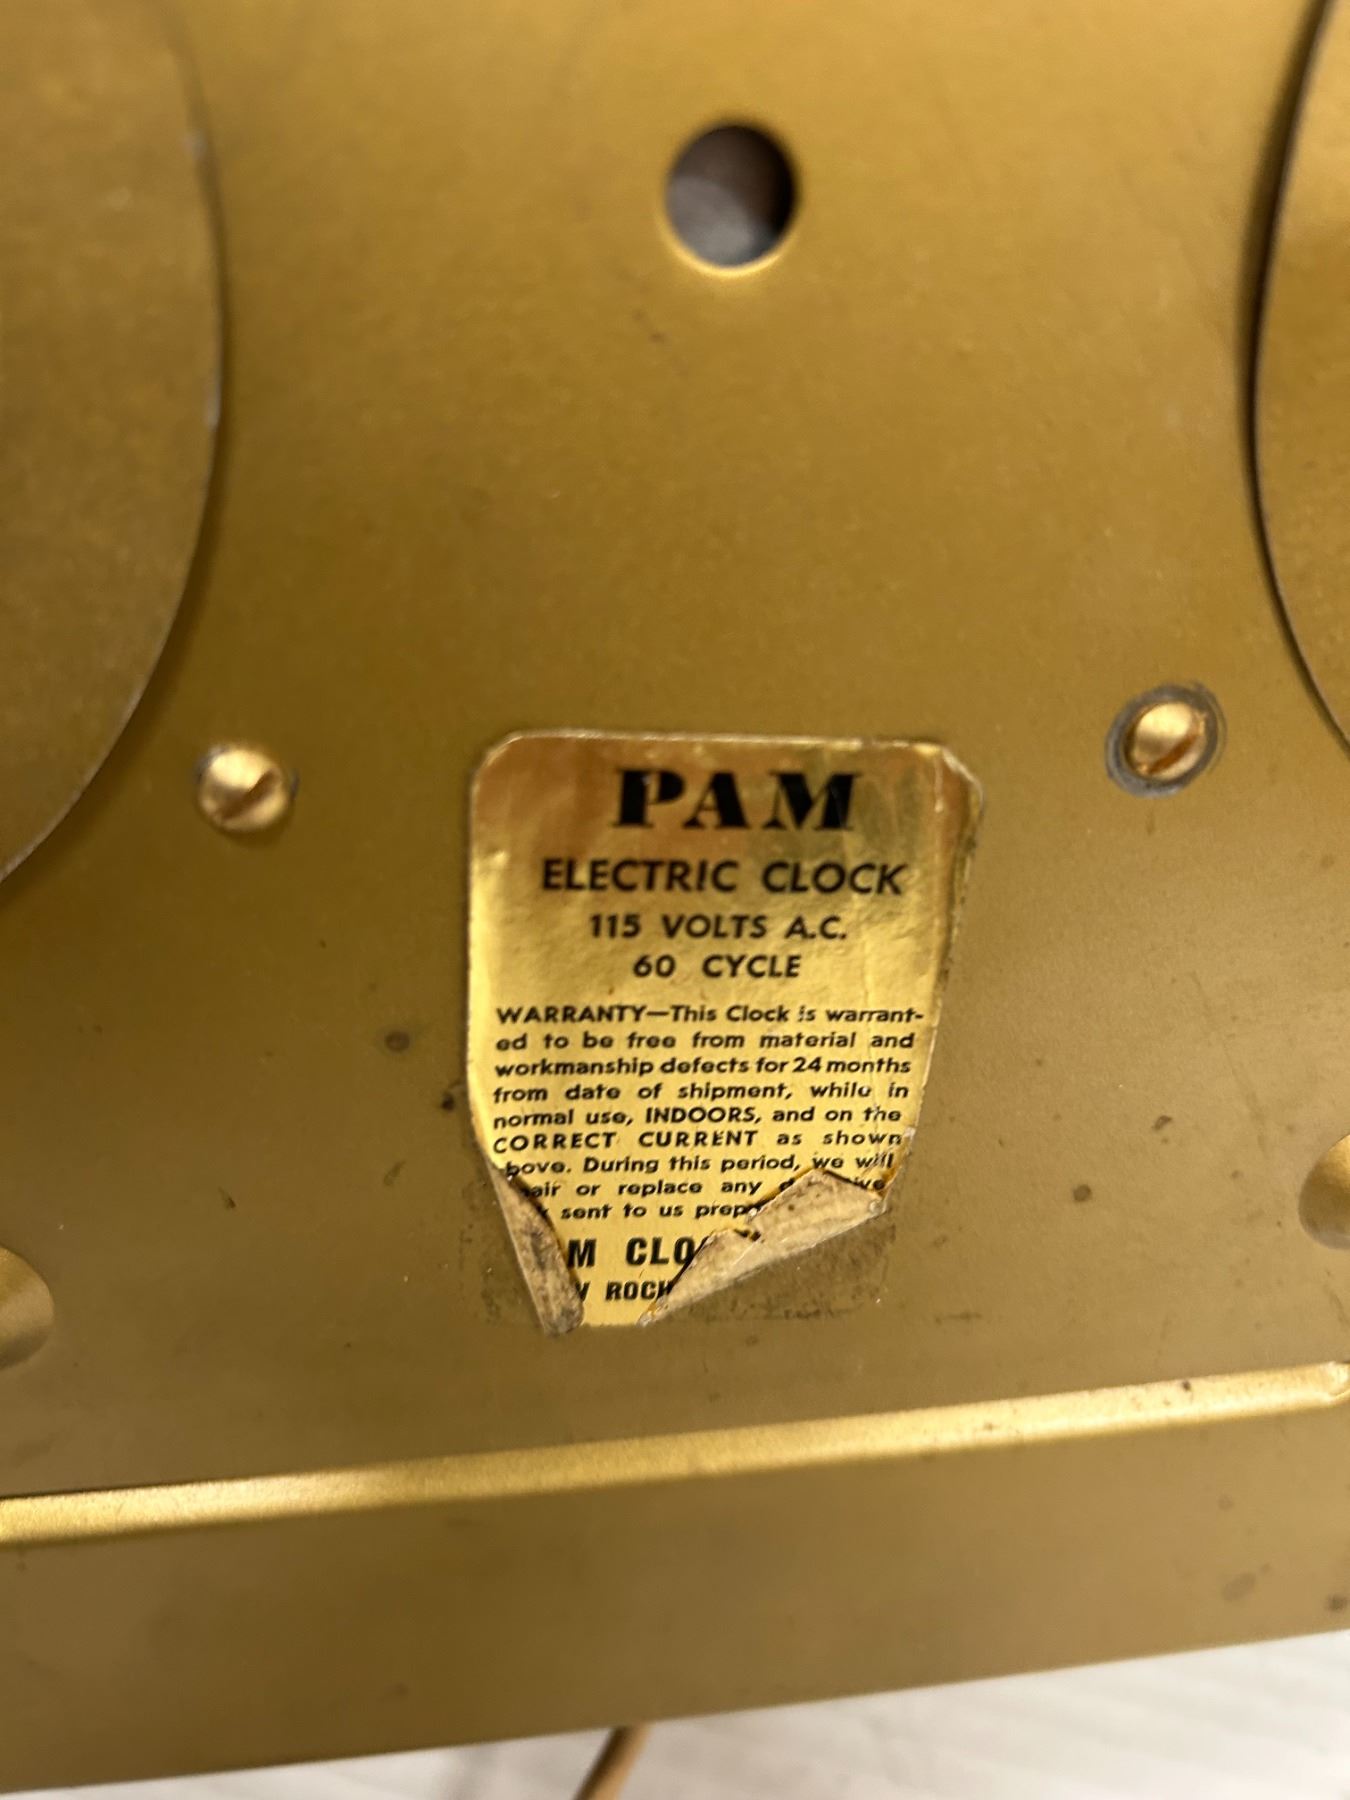 PAM
ELECTRIC CLOCK
115 VOLTS A.C.
60 CYCLE
WARRANTY—This Clock is warrant-
ed to be free from material and
workmanship defects for 24 months
from date of shipment, while in
normal use, INDOORS, and on the
CORRECT CURRENT as shown
bove. During this period, we will
air or replace any
sent to us prep
M CLO
ROCH